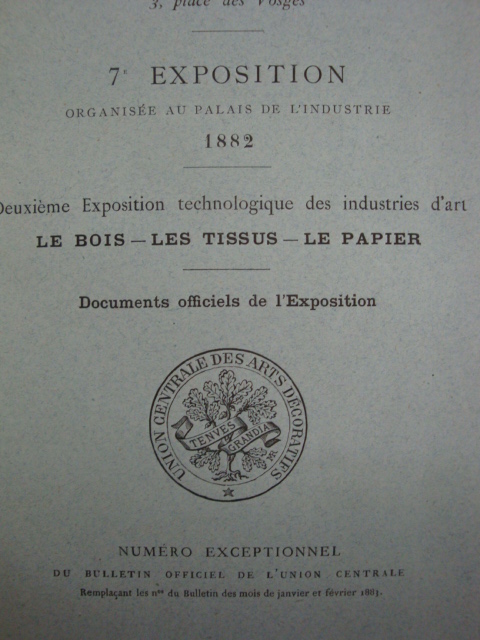 3, place des Vosges
7e EXPOSITION
ORGANISÉE AU PALAIS DE L'INDUSTRIE
1882
Deuxième Exposition technologique des industries d'art
LE BOIS — LES TISSUS — LE PAPIER
Documents officiels de l'Exposition
UNION CENTRALE DES ARTS DÉCORATIFS
TENVES
GRANDIA
NUMÉRO EXCEPTIONNEL
DU BULLETIN OFFICIEL DE L'UNION CENTRALE
Remplaçant les nos du Bulletin des mois de janvier et février 1883.